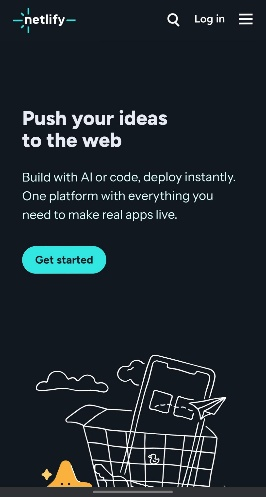 netlify
Log in
Push your ideas
to the web
Build with AI or code, deploy instantly.
One platform with everything you
need to make real apps live.
Get started